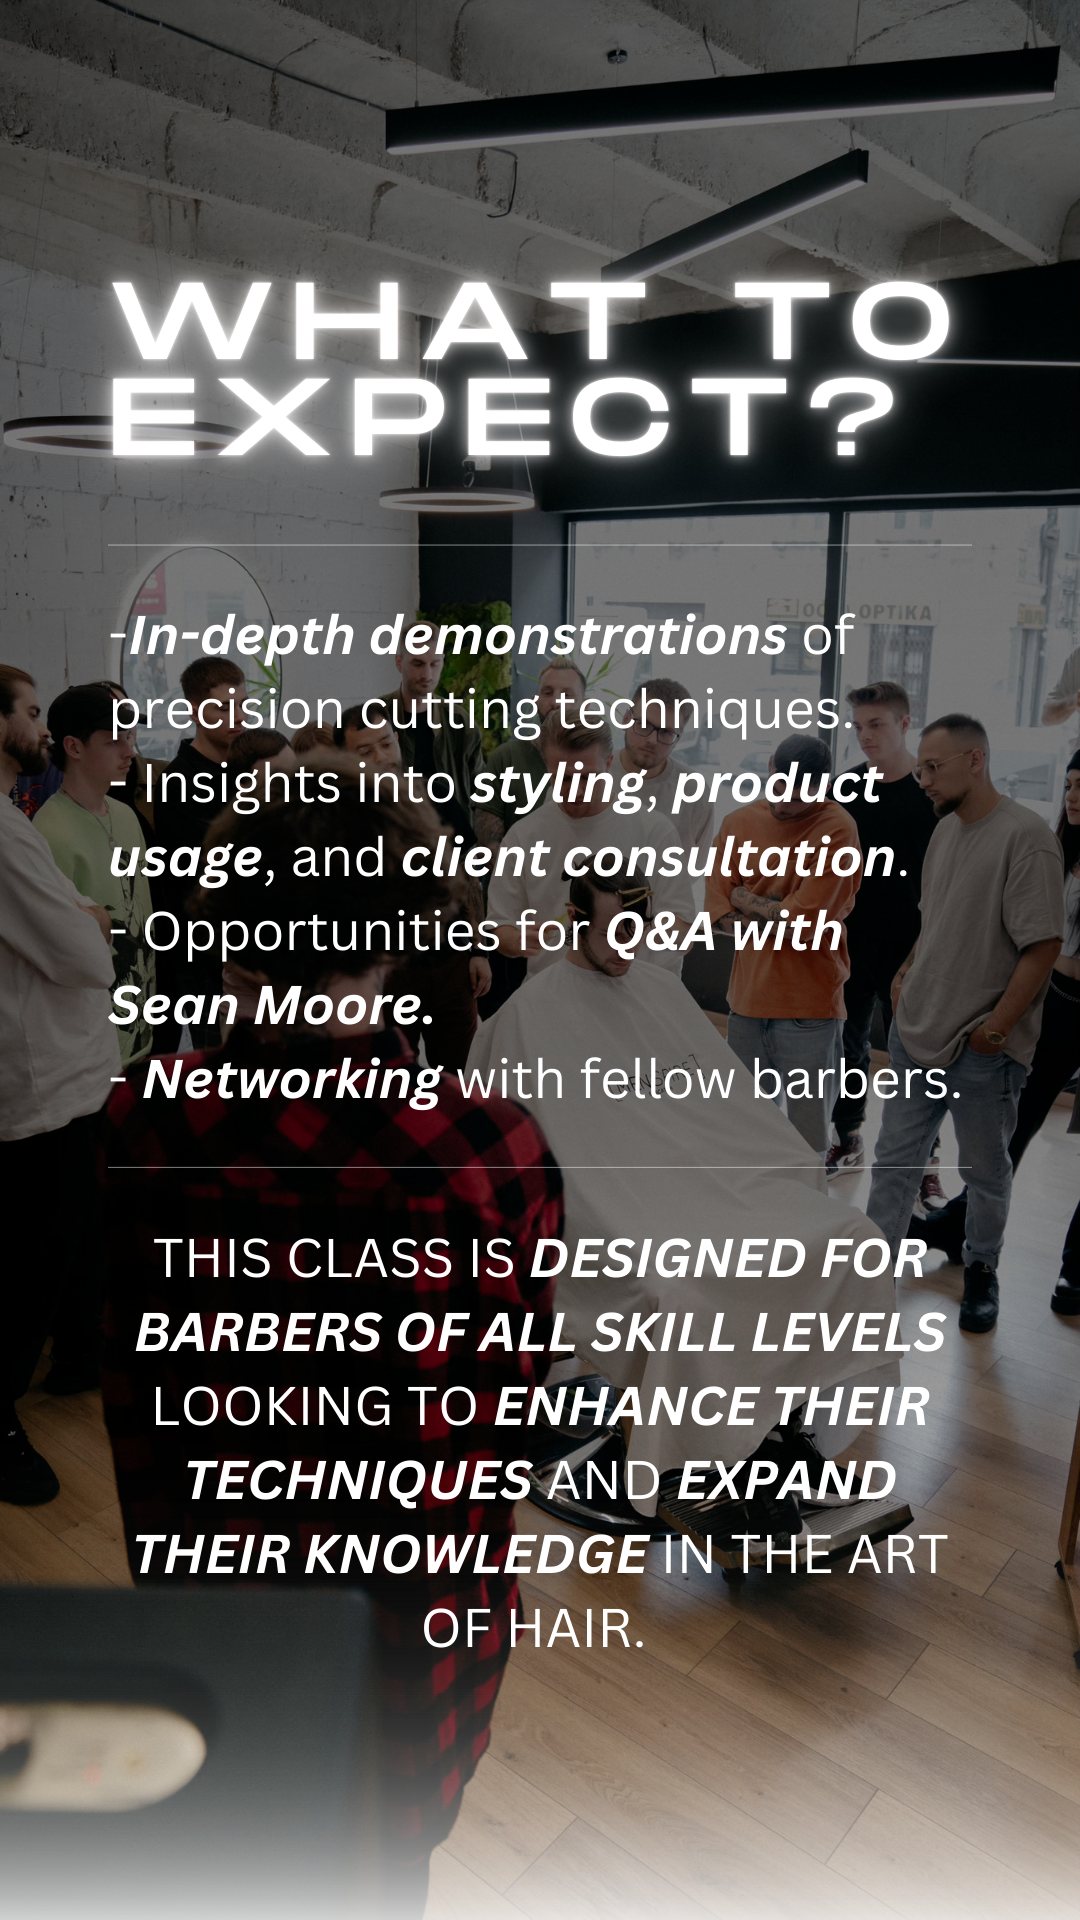 WHAT TO
EXPECT?
OPTIKA
-In-depth demonstrations of
precision cutting techniques.
- Insights into styling, product
usage, and client consultation.
- Opportunities for Q&A with
Sean Moore.
- Networking with fellow barbers.
THIS CLASS IS DESIGNED FOR
BARBERS OF ALL SKILL LEVELS
LOOKING TO ENHANCE THEIR
TECHNIQUES AND EXPAND
THEIR KNOWLEDGE IN THE ART
OF HAIR.